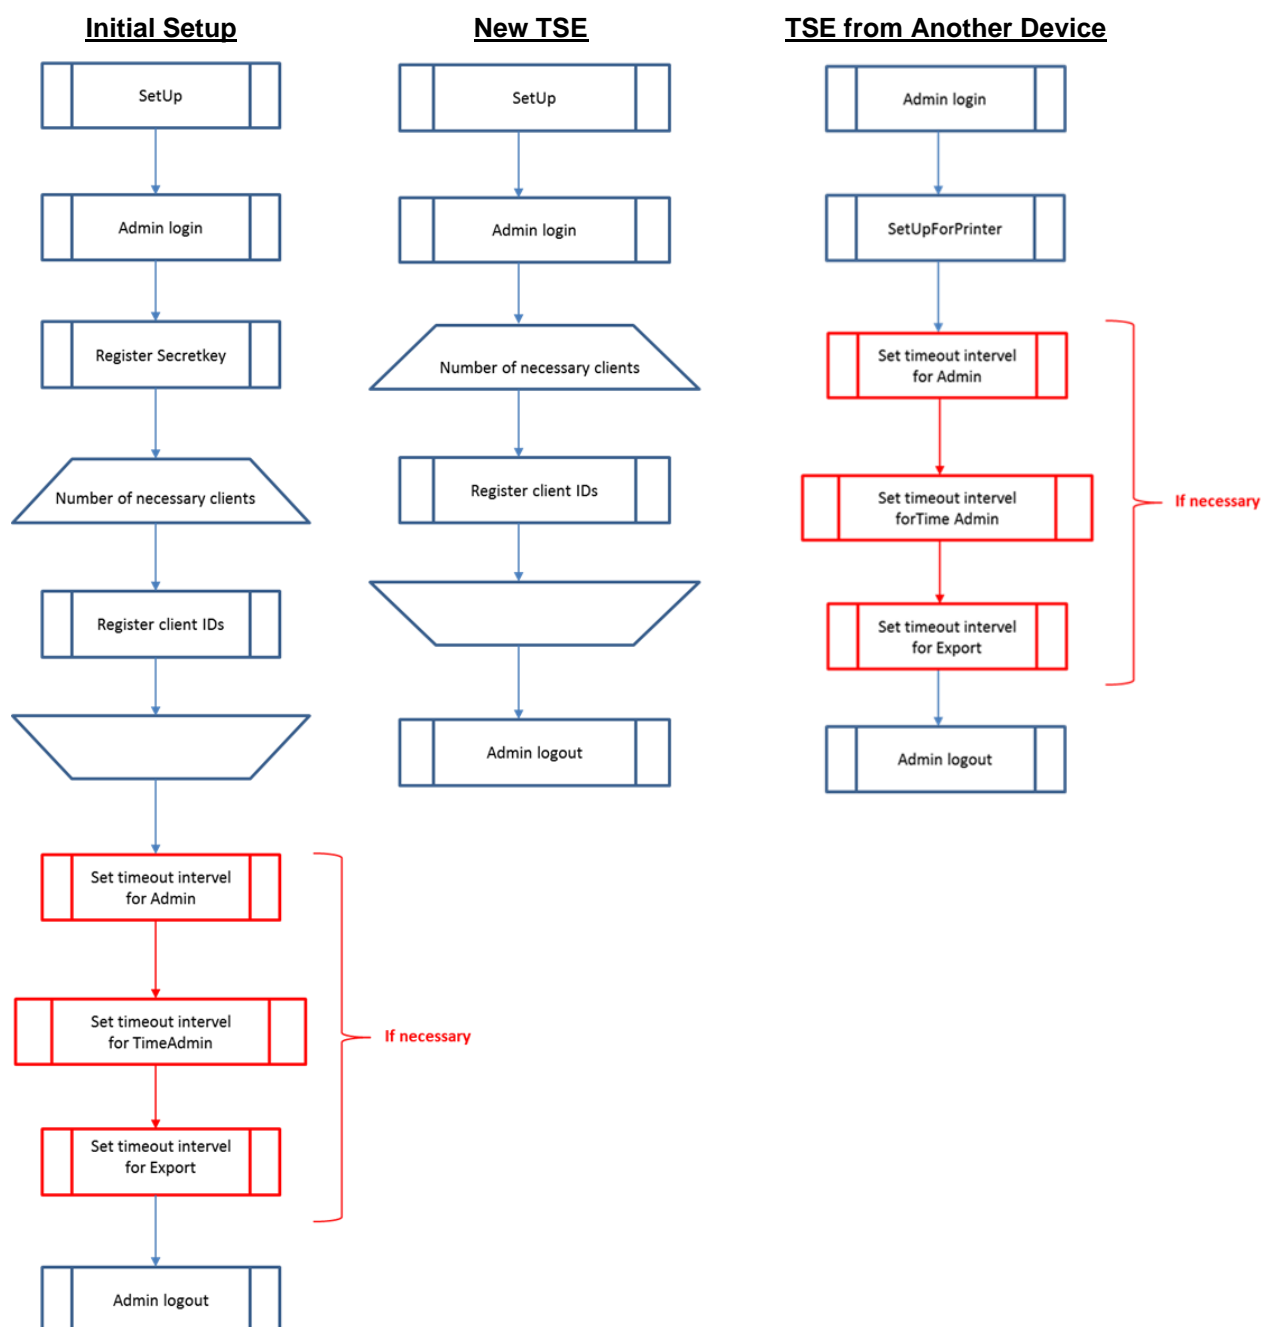 Initial Setup
SetUp
Admin login
Register Secretkey
Number of necessary clients
Register client IDs
Set timeout intervel
for Admin
Set timeout intervel
for TimeAdmin
Set timeout intervel
for Export
If necessary
Admin logout
New TSE
SetUp
Admin login
Number of necessary clients
Register client IDs
Admin logout
TSE from Another Device
Admin login
SetUpForPrinter
Set timeout intervel
for Admin
Set timeout intervel
forTime Admin
Set timeout intervel
for Export
If necessary
Admin logout